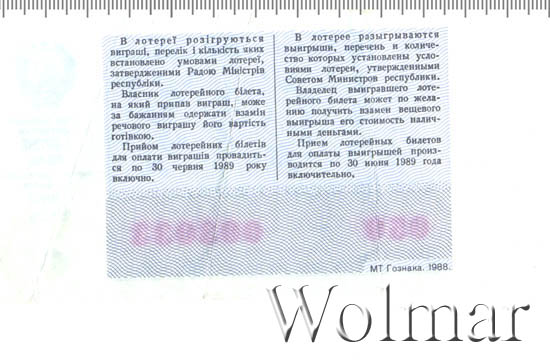 В лотереї розігруються
виграші, перелік і кількість яких
встановлено умовами лотереї,
затвердженими Радою Міністрів
республіки.
Власник лотерейного білета,
на який припав виграш, може
за бажанням одержати взамін
речового виграшу його вартість
готівкою.
Прийом лотерейних білетів
для оплати виграшів провадить-
ся по 30 червня 1989 року
включно.
В лотерее разыгрываются
выигрыши, перечень и количе-
ство которых установлены усло-
виями лотереи, утвержденными
Советом Министров республики.
Владелец выигравшего лоте-
рейного билета может по жела-
нию получить взамен вещевого
выигрыша его стоимость налич-
ными деньгами.
Прием лотерейных билетов
для оплаты выигрышей произ-
водится по 30 июня 1989 года
включительно.
МТ Гознака. 1988.
Wolmar